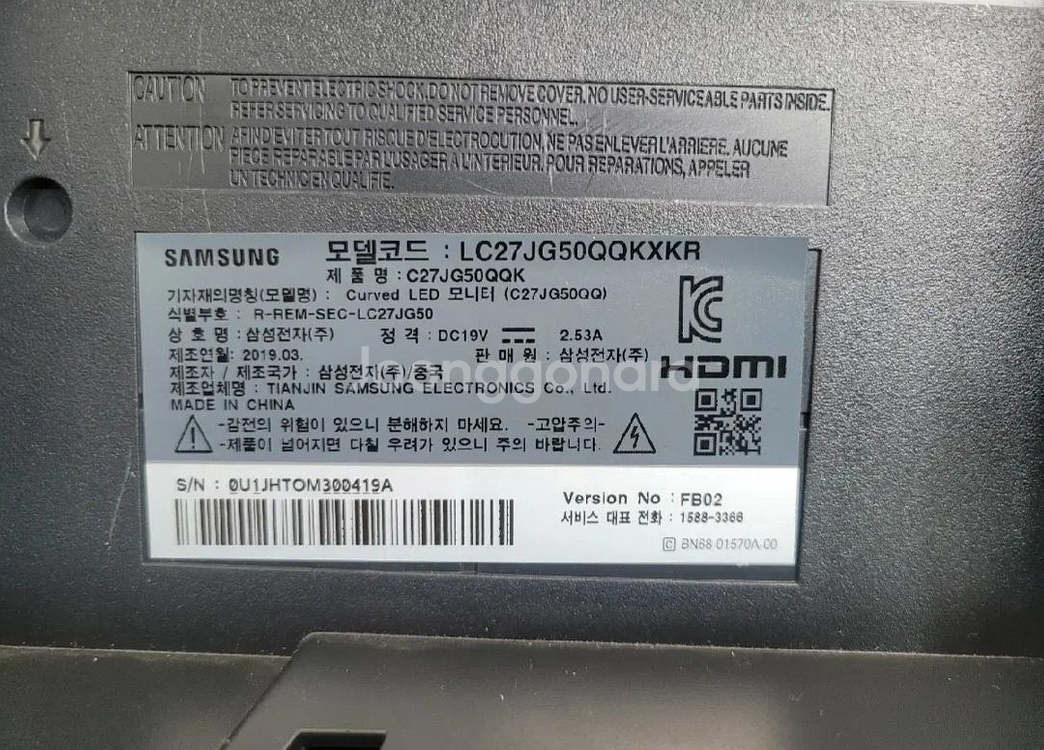 CAUTION TO PREVENT ELECTRIC SHOCK, DO NOT REMOVE COVER. NO USER-SERVICEABLE PARTS INSIDE.
REFER SERVICING TO QUALIFIED SERVICE PERSONNEL.
ATTENTION AFIN D'EVITER TOUT RISQUE D'ELECTROCUTION, NE PAS ENLEVER L'ARRIERE. AUCUNE
PIECE REPARABLE PAR L'USAGER A L'INTERIEUR. POUR REPARATIONS, APPELER
UN TECHNICIEN QUALIFIE.
SAMSUNG 모델코드 : LC27JG50QQKXKR
제 품 명 : C27JG50QQK
기자재의명칭(모델명) : Curved LED 모니터 (C27JG50QQ)
식별부호 : R-REM-SEC-LC27JG50
상 호 명 : 삼성전자(주) 정 격 : DC19V 2.53A
제조연월: 2019.03. 판 매 원 : 삼성전자(주)
제조자 / 제조국가 : 삼성전자(주)/중국
HDMI
joonggonara
제조업체명 : TIANJIN SAMSUNG ELECTRONICS Co., Ltd.
MADE IN CHINA
-감전의 위험이 있으니 분해하지 마세요. -고압주의-
-제품이 넘어지면 다칠 우려가 있으니 주의 바랍니다.
S/N : 0U1JHTOM300419A
Version No : FB02
서비스 대표 전화 : 1588-3366
C BN68-01570A-00